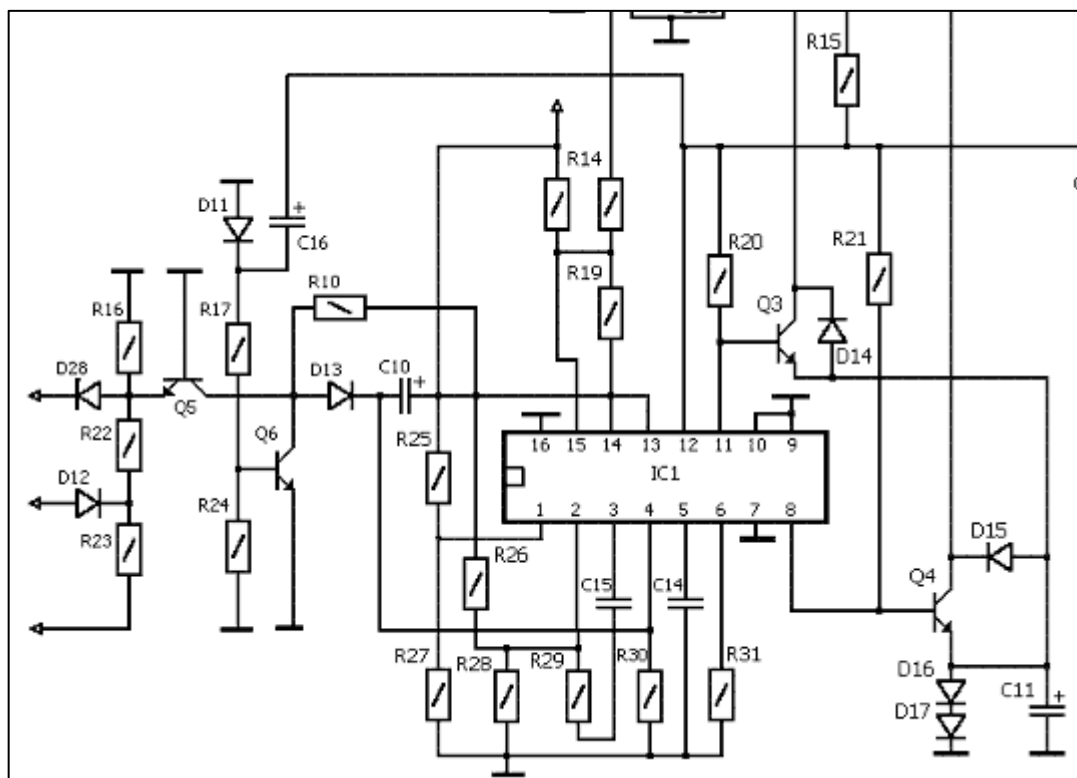 R15
R14
D11
C16
R20
R21
R19
R10
R16
R17
Q3
D14
D28
D13
C10
+
Q5
R22
Q6
R25
16 15 14 13 12 11 10 9
IC1
1 2 3 4 5 6 7 8
D12
R24
R23
D15
R26
C15
C14
Q4
R27
R28
R29
R30
R31
D16
C11
+
D17
+